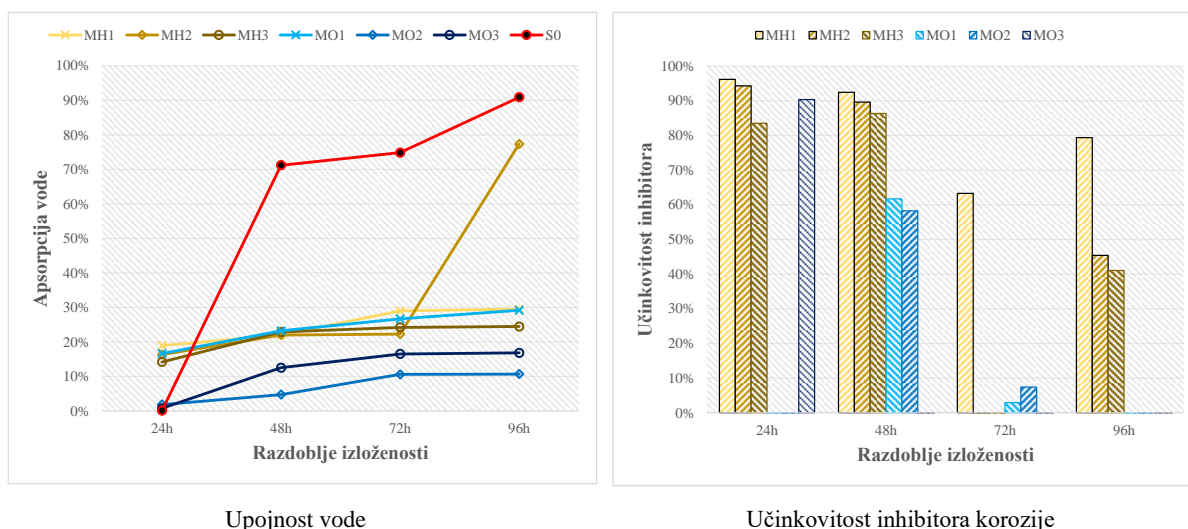 MH1 MH2 MH3 MO1 MO2 MO3 S0
100%
90%
80%
70%
60%
50%
40%
30%
20%
10%
0%
24h 48h 72h 96h
Apsorpcija vode
Razdoblje izloženosti
Upojnost vode
MH1 MH2 MH3 MO1 MO2 MO3
100%
90%
80%
70%
60%
50%
40%
30%
20%
10%
0%
24h 48h 72h 96h
Učinkovitost inhibitora
Razdoblje izloženosti
Učinkovitost inhibitora korozije